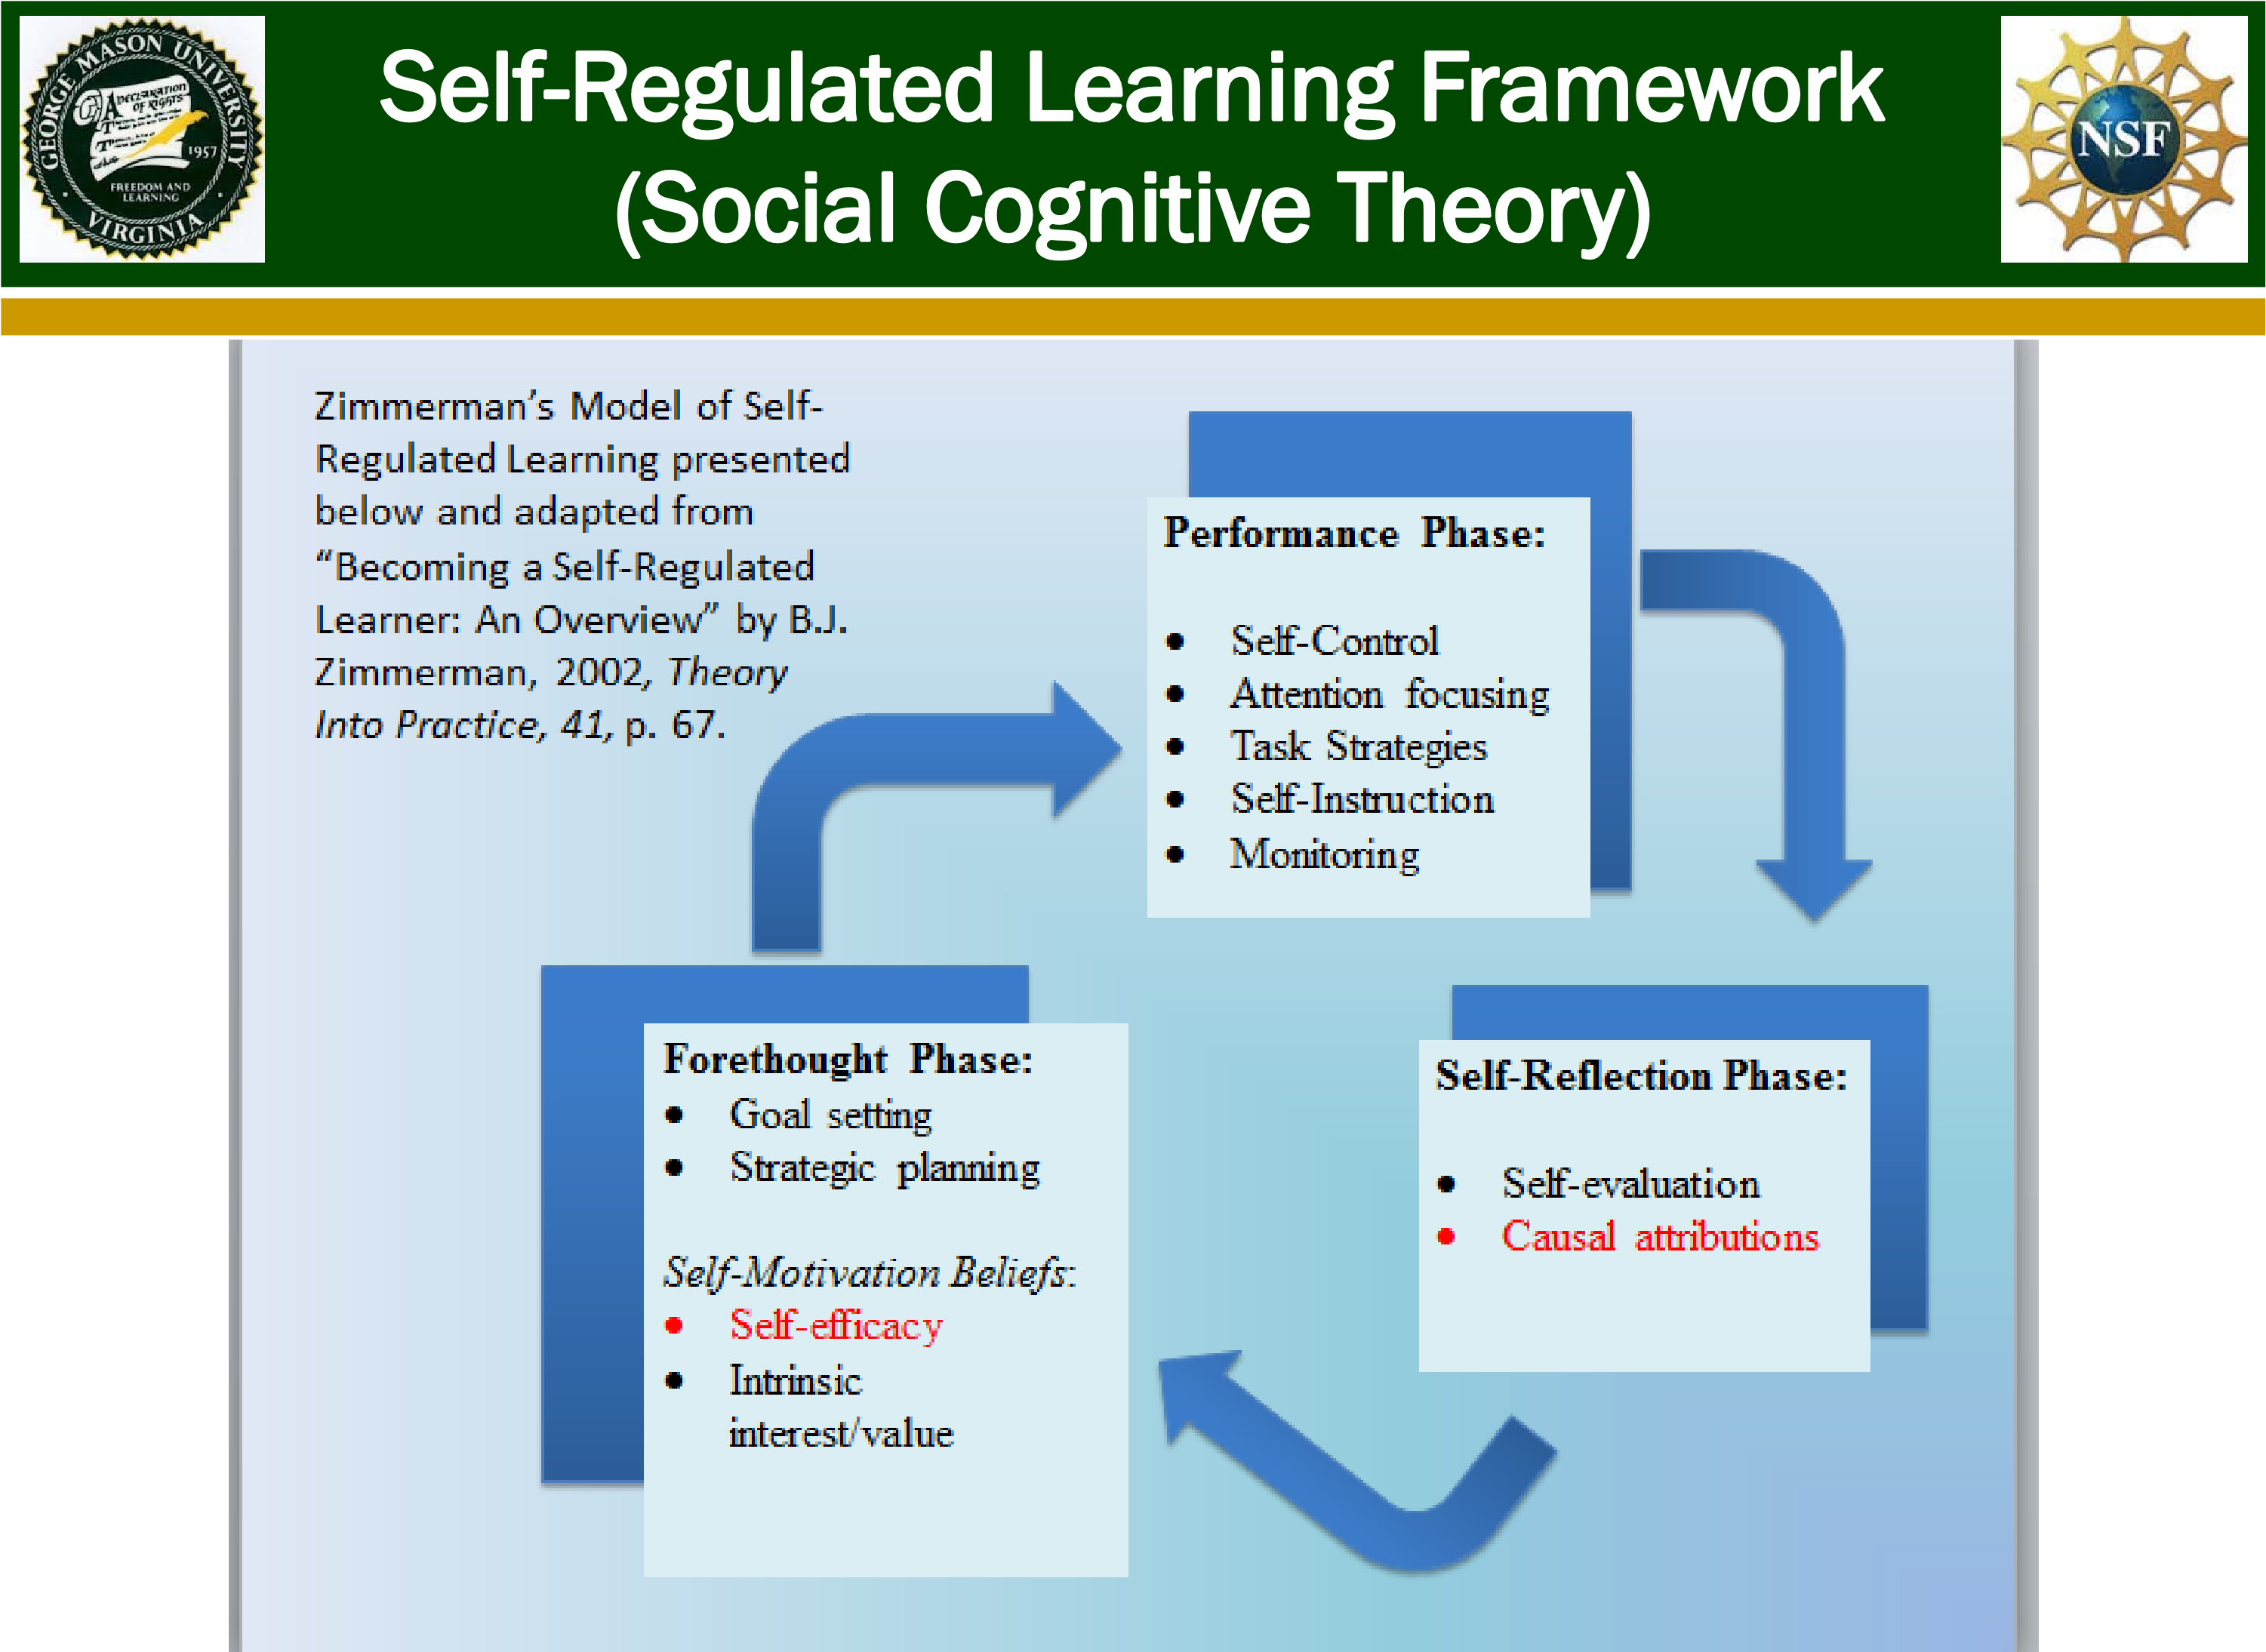 Self-Regulated Learning Framework
(Social Cognitive Theory)
GEORGE MASON UNIVERSITY
DECLARATION
OF RIGHTS
1957
FREEDOM AND
LEARNING
VIRGINIA
NSF
Zimmerman’s Model of Self-
Regulated Learning presented
below and adapted from
“Becoming a Self-Regulated
Learner: An Overview” by B.J.
Zimmerman, 2002, Theory
Into Practice, 41, p. 67.
Performance Phase:
• Self-Control
• Attention focusing
• Task Strategies
• Self-Instruction
• Monitoring
Forethought Phase:
• Goal setting
• Strategic planning
Self-Motivation Beliefs:
• Self-efficacy
• Intrinsic
interest/value
Self-Reflection Phase:
• Self-evaluation
• Causal attributions